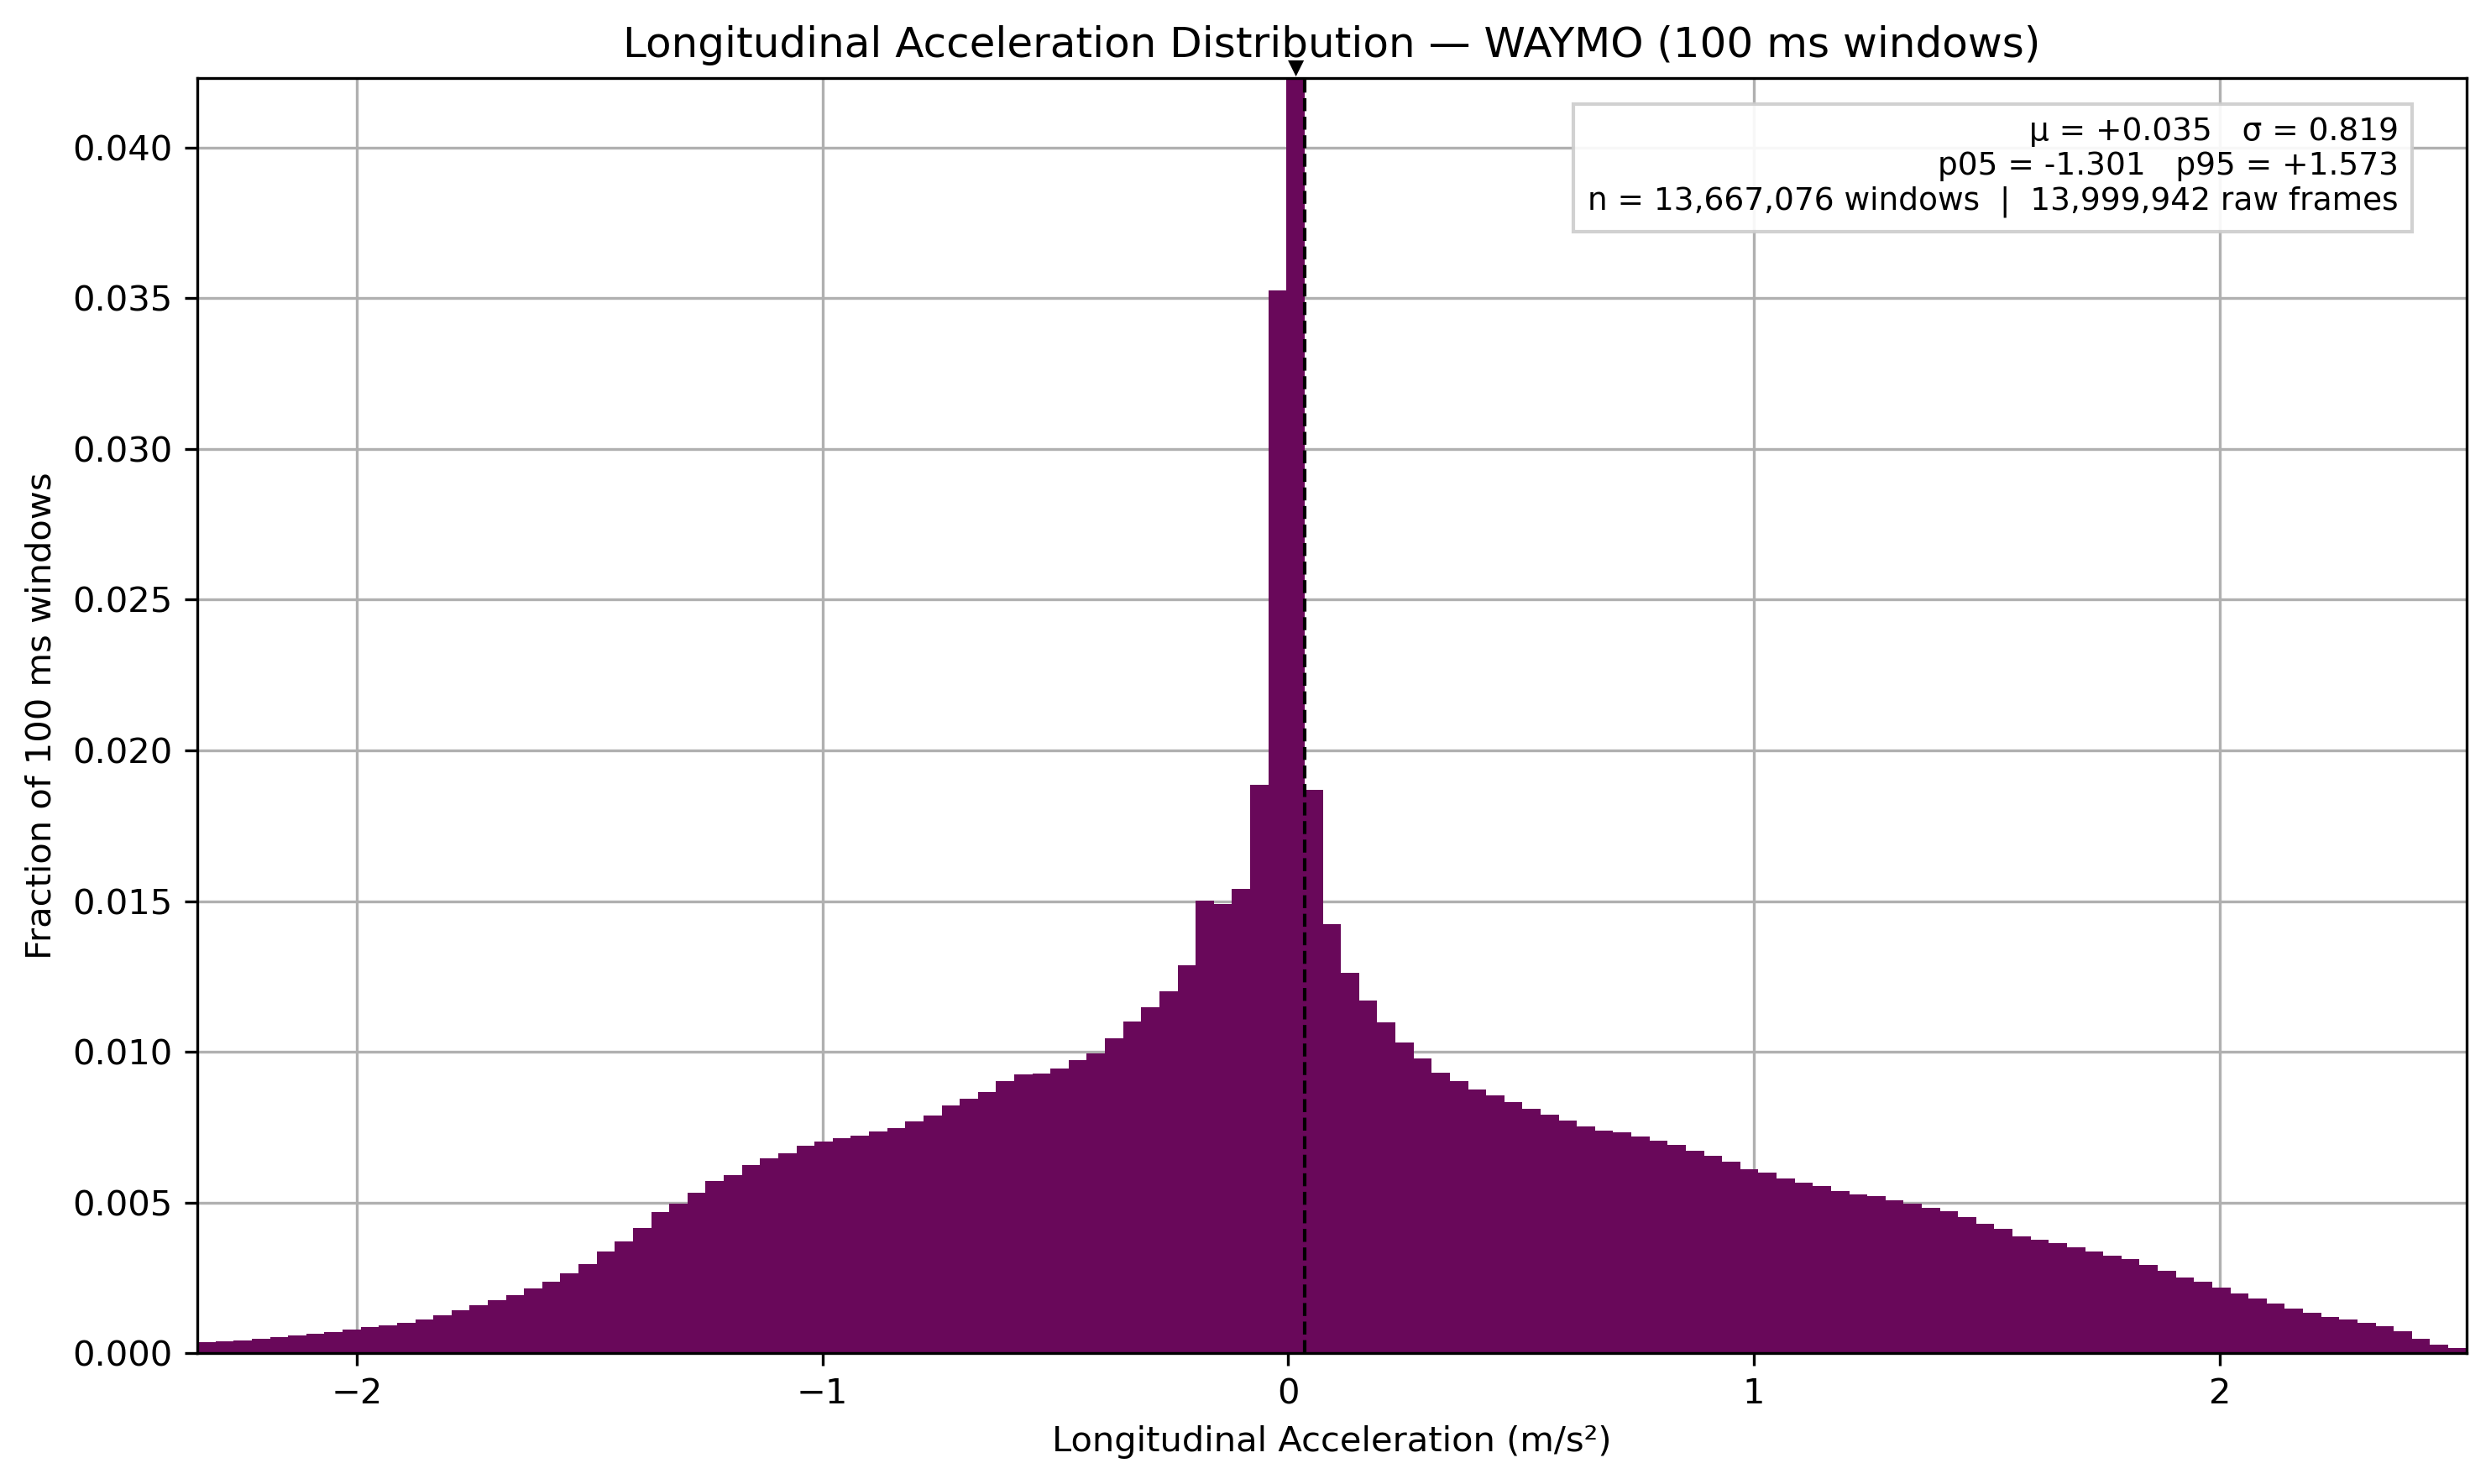 Longitudinal Acceleration Distribution — WAYMO (100 ms windows)
μ = +0.035   σ = 0.819
p05 = -1.301   p95 = +1.573
n = 13,667,076 windows  |  13,999,942 raw frames
Fraction of 100 ms windows
0.040
0.035
0.030
0.025
0.020
0.015
0.010
0.005
0.000
−2
−1
0
1
2
Longitudinal Acceleration (m/s²)